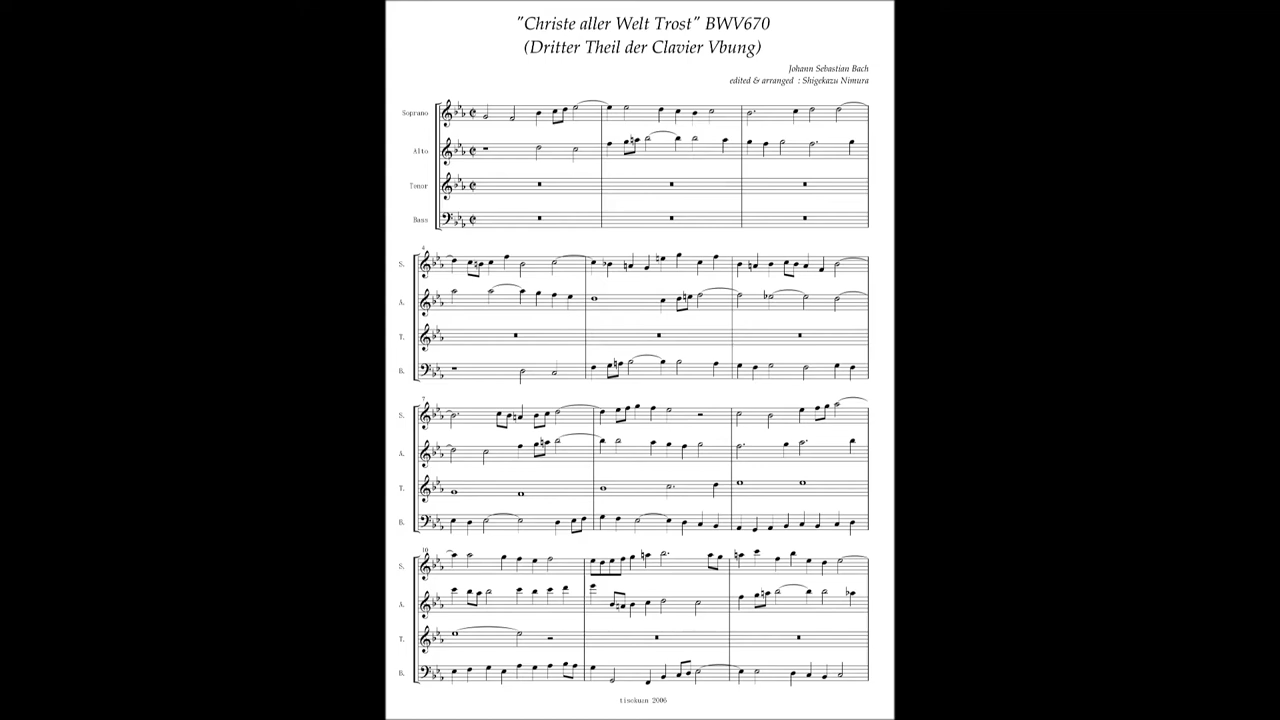 "Christe aller Welt Trost" BWV670
(Dritter Theil der Clavier Vbung)
Johann Sebastian Bach
edited & arranged : Shigekazu Nimura
Soprano
Alto
Tenor
Bass
4
S.
A.
T.
B.
7
S.
A.
T.
B.
10
S.
A.
T.
B.
tisekuan 2006